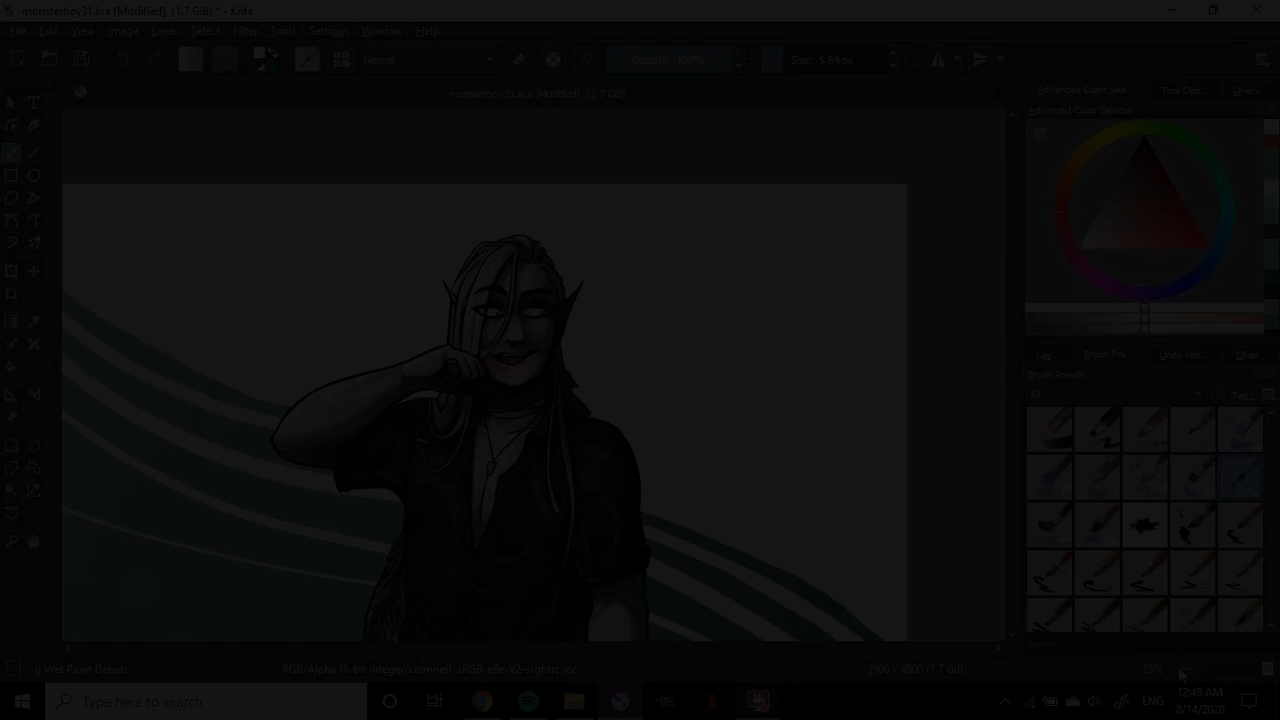 monsterboy31.kra [Modified] (1.7 GiB) * - Krita
File Edit View Image Layer Select Filter Tools Settings Window Help
Normal Opacity: 100% Size: 5.84 px
monsterboy31.kra [Modified] (1.7 GiB)
Advanced Color Sele... Tool Opti... Overv...
Advanced Color Selector
Lay... Brush Pre... Undo Hist... Chan...
Brush Presets
All Tag
Search
i) Wet Paint Details RGB/Alpha (8-bit integer/channel) sRGB-elle-V2-srgbtrc.icc 3900 x 4800 (1.7 GiB) 25%
Type here to search
ENG
12:48 AM
8/14/2020